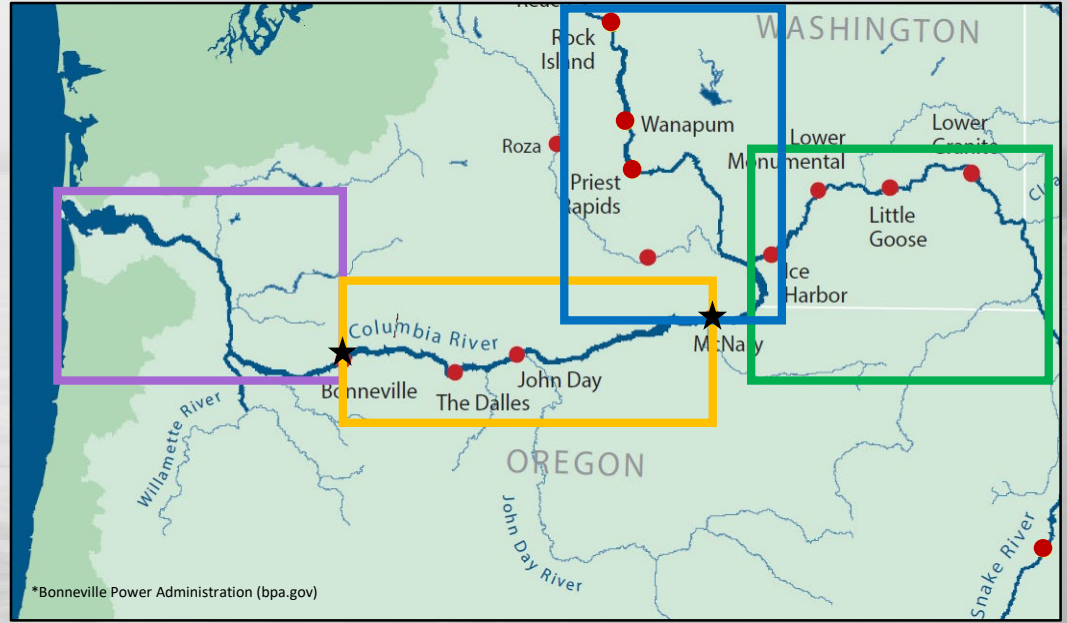 Rock
Island
WASHINGTON
Wanapum
Roza
Lower
Monumental
Lower
Granite
Priest
Rapids
Little
Goose
Ice
Harbor
Columbia River
McNary
Bonneville
The Dalles
John Day
Willamette River
OREGON
John Day River
Snake River
*Bonneville Power Administration (bpa.gov)